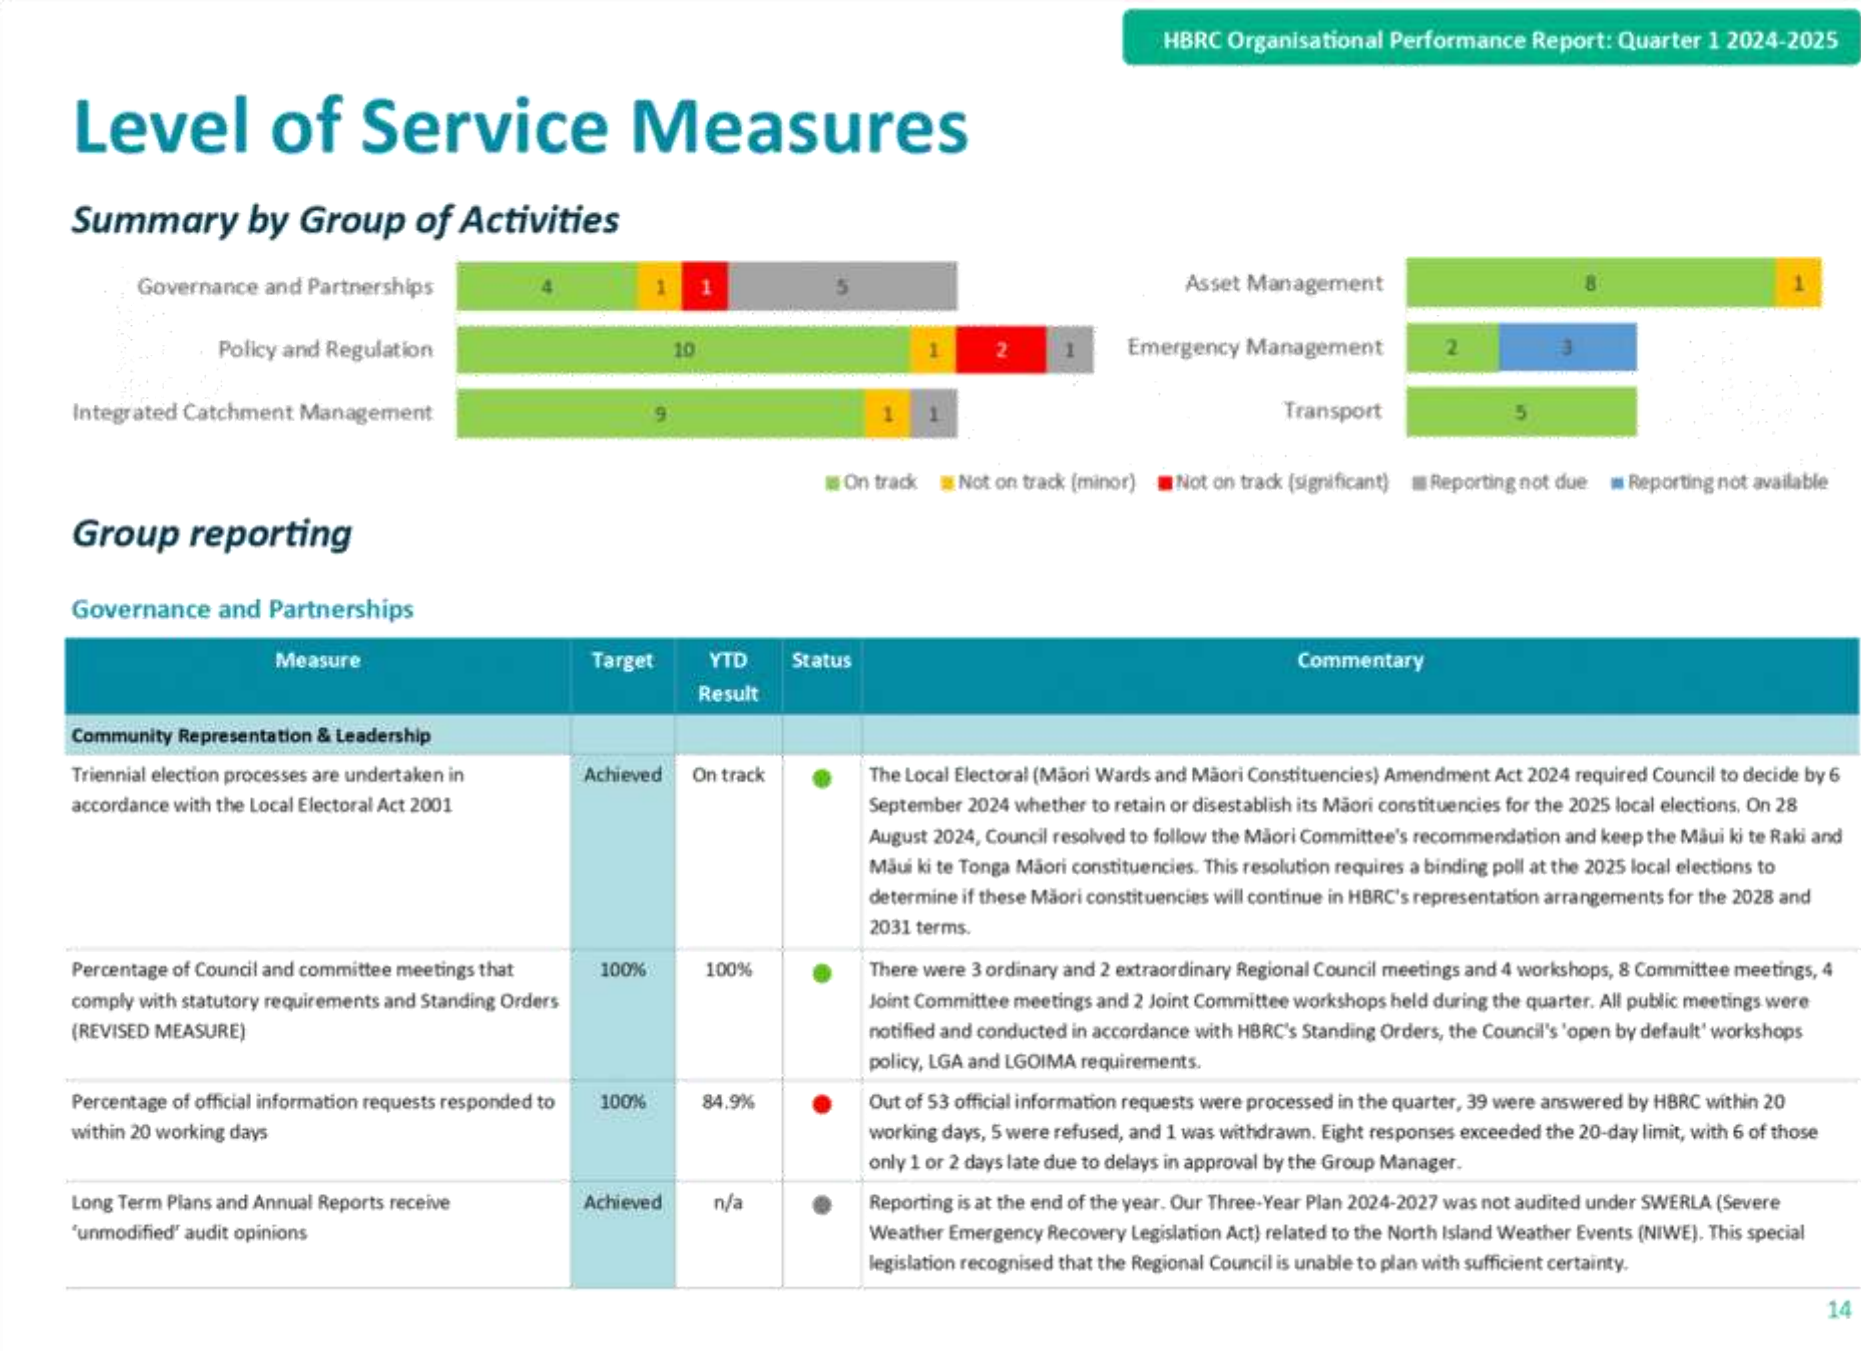 HBRC Organisational Performance Report: Quarter 1 2024-2025
Level of Service Measures
Summary by Group of Activities
Governance and Partnerships 4 1 1 5
Policy and Regulation 10 1 2 1
Integrated Catchment Management 9 1 1
Asset Management 8 1
Emergency Management 2 3
Transport 5
On track Not on track (minor) Not on track (significant) Reporting not due Reporting not available
Group reporting
Governance and Partnerships
Measure Target YTD Result Status Commentary
Community Representation & Leadership
Triennial election processes are undertaken in
accordance with the Local Electoral Act 2001
Achieved
On track
The Local Electoral (Māori Wards and Māori Constituencies) Amendment Act 2024 required Council to decide by 6
September 2024 whether to retain or disestablish its Māori constituencies for the 2025 local elections. On 28
August 2024, Council resolved to follow the Māori Committee's recommendation and keep the Māui ki te Raki and
Māui ki te Tonga Māori constituencies. This resolution requires a binding poll at the 2025 local elections to
determine if these Māori constituencies will continue in HBRC's representation arrangements for the 2028 and
2031 terms.
Percentage of Council and committee meetings that
comply with statutory requirements and Standing Orders
(REVISED MEASURE)
100%
100%
There were 3 ordinary and 2 extraordinary Regional Council meetings and 4 workshops, 8 Committee meetings, 4
Joint Committee meetings and 2 Joint Committee workshops held during the quarter. All public meetings were
notified and conducted in accordance with HBRC's Standing Orders, the Council's 'open by default' workshops
policy, LGA and LGOIMA requirements.
Percentage of official information requests responded to
within 20 working days
100%
84.9%
Out of 53 official information requests were processed in the quarter, 39 were answered by HBRC within 20
working days, 5 were refused, and 1 was withdrawn. Eight responses exceeded the 20-day limit, with 6 of those
only 1 or 2 days late due to delays in approval by the Group Manager.
Long Term Plans and Annual Reports receive
‘unmodified’ audit opinions
Achieved
n/a
Reporting is at the end of the year. Our Three-Year Plan 2024-2027 was not audited under SWERLA (Severe
Weather Emergency Recovery Legislation Act) related to the North Island Weather Events (NIWE). This special
legislation recognised that the Regional Council is unable to plan with sufficient certainty.
14